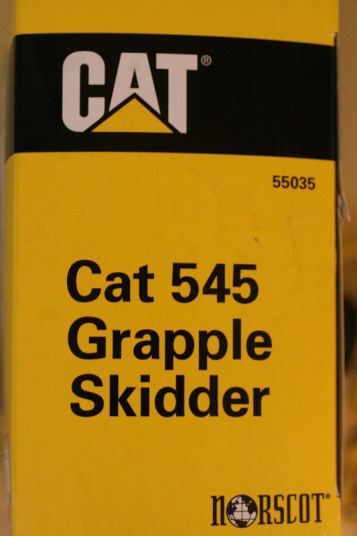 CAT®
55035
Cat 545
Grapple
Skidder
NORSCOT®